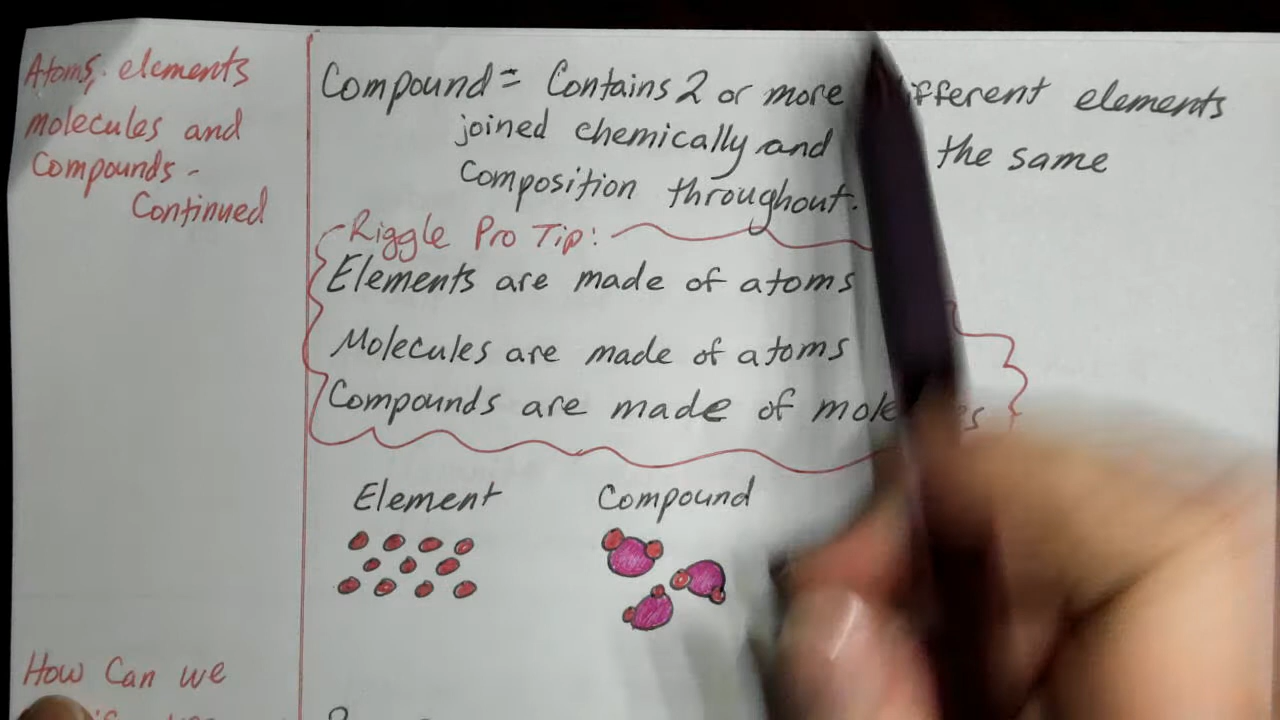 Atoms, elements
molecules and
Compounds -
Continued
Compound = Contains 2 or more different elements
joined chemically and the same
Composition throughout.
Riggle Pro Tip:
Elements are made of atoms
Molecules are made of atoms
Compounds are made of molecules
Element
Compound
How Can we